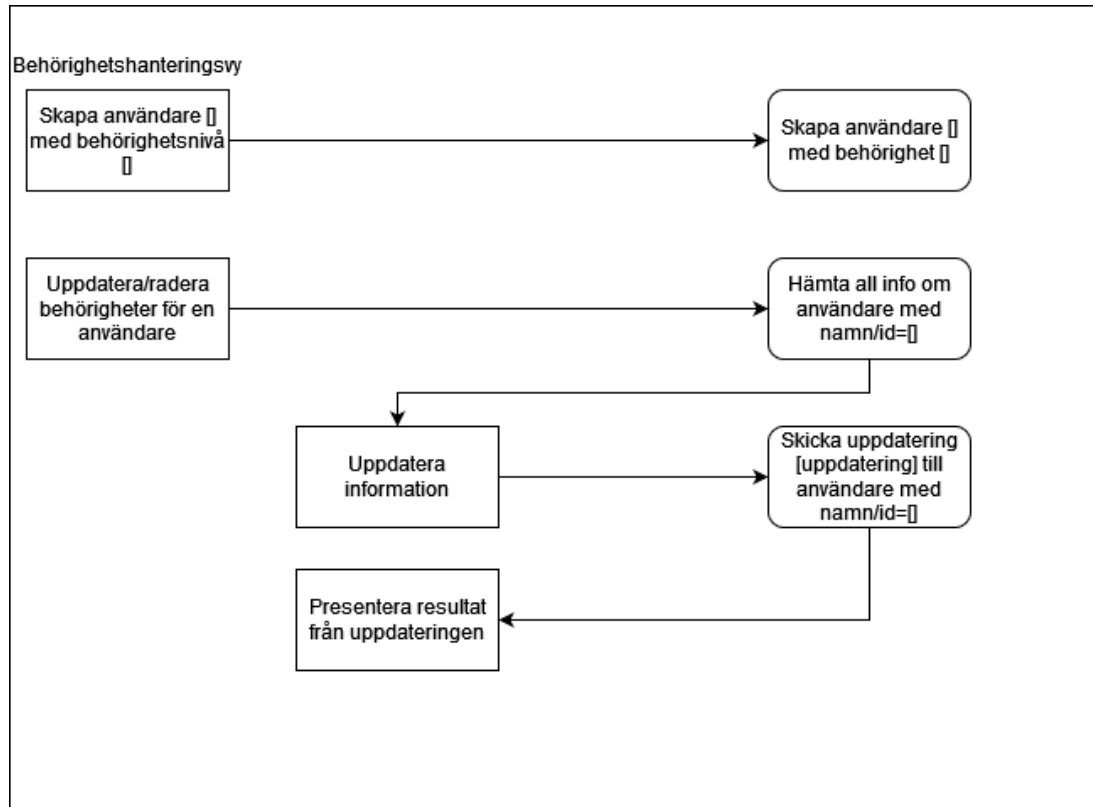 Behörighetshanteringsvy
Skapa användare []
med behörighetsnivå
[]
Skapa användare []
med behörighet []
Uppdatera/radera
behörigheter för en
användare
Hämta all info om
användare med
namn/id=[]
Uppdatera
information
Skicka uppdatering
[uppdatering] till
användare med
namn/id=[]
Presentera resultat
från uppdateringen